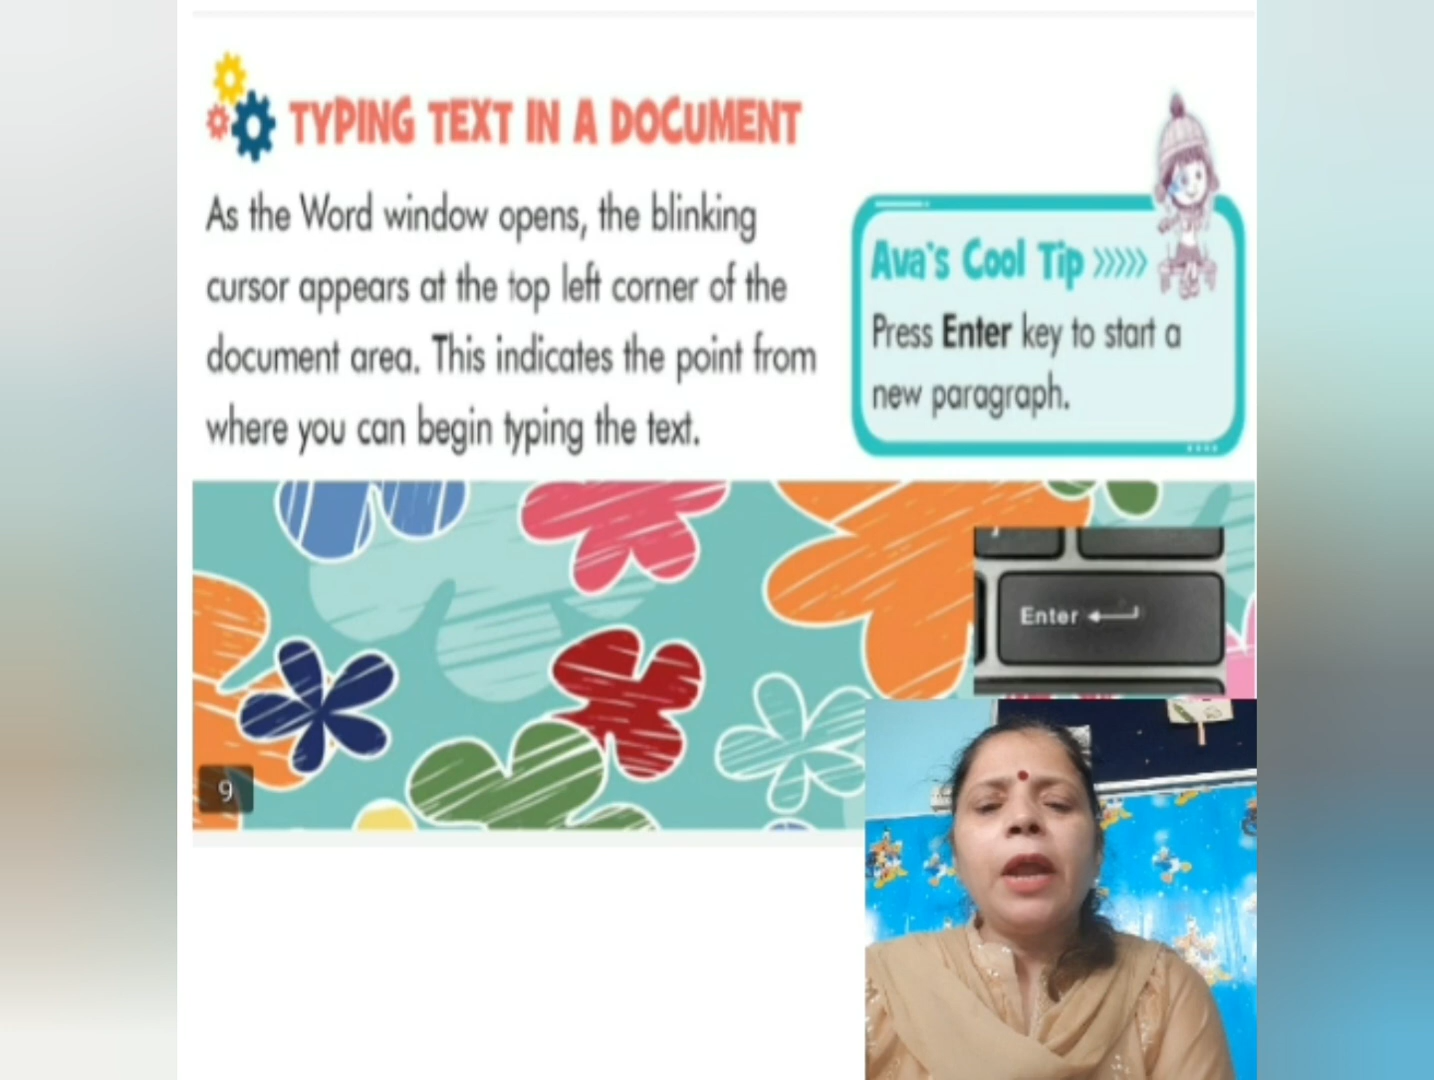 TYPING TEXT IN A DOCUMENT
As the Word window opens, the blinking
cursor appears at the top left corner of the
document area. This indicates the point from
where you can begin typing the text.
Ava's Cool Tip >>>>>
Press Enter key to start a
new paragraph.
Enter
9